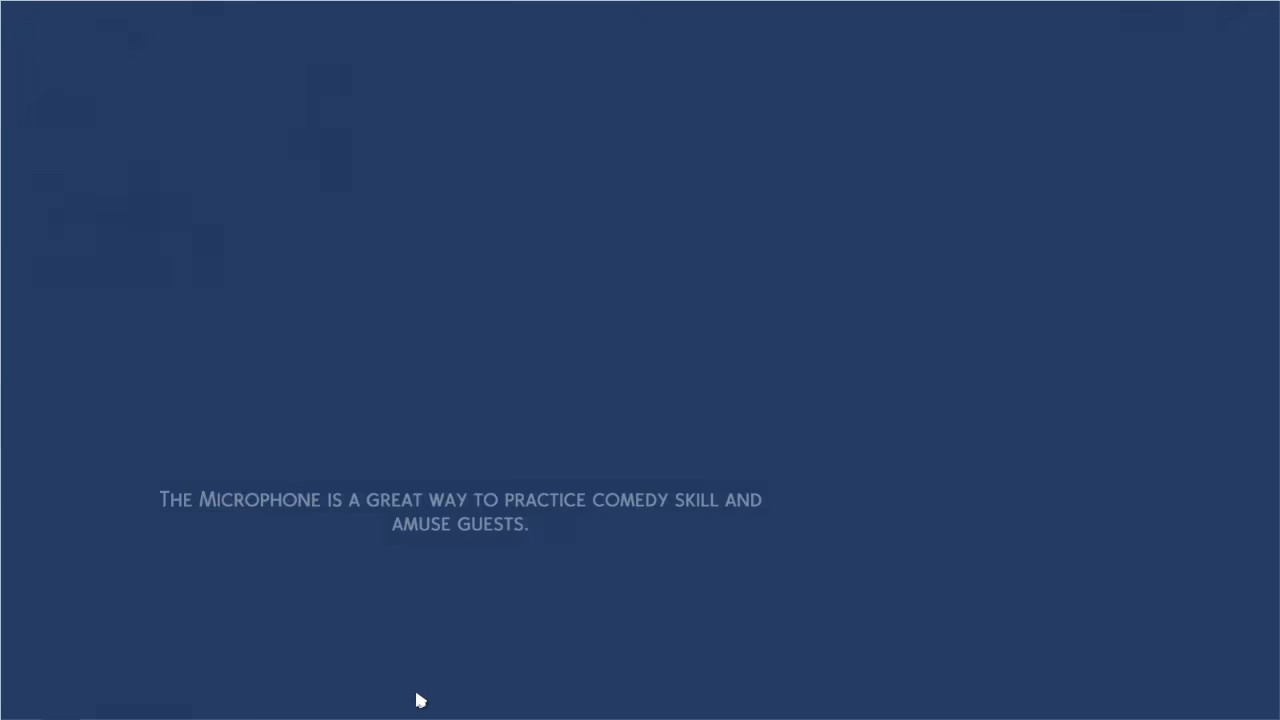 The Microphone is a great way to practice comedy skill and
amuse guests.